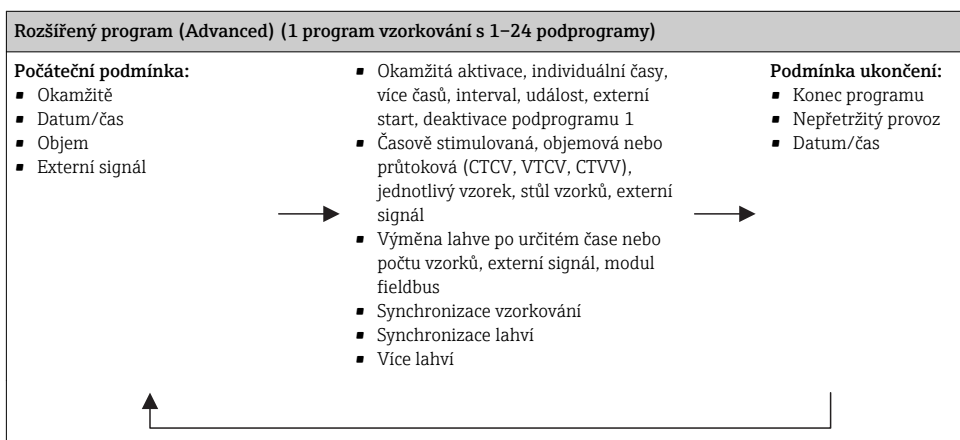 Rozšířený program (Advanced) (1 program vzorkování s 1–24 podprogramy)
Počáteční podmínka:
▪ Okamžitě
▪ Datum/čas
▪ Objem
▪ Externí signál
▪ Okamžitá aktivace, individuální časy,
více časů, interval, událost, externí
start, deaktivace podprogramu 1
▪ Časově stimulovaná, objemová nebo
průtoková (CTCV, VTCV, CTVV),
jednotlivý vzorek, stůl vzorků, externí
signál
▪ Výměna lahve po určitém čase nebo
počtu vzorků, externí signál, modul
fieldbus
▪ Synchronizace vzorkování
▪ Synchronizace lahví
▪ Více lahví
Podmínka ukončení:
▪ Konec programu
▪ Nepřetržitý provoz
▪ Datum/čas